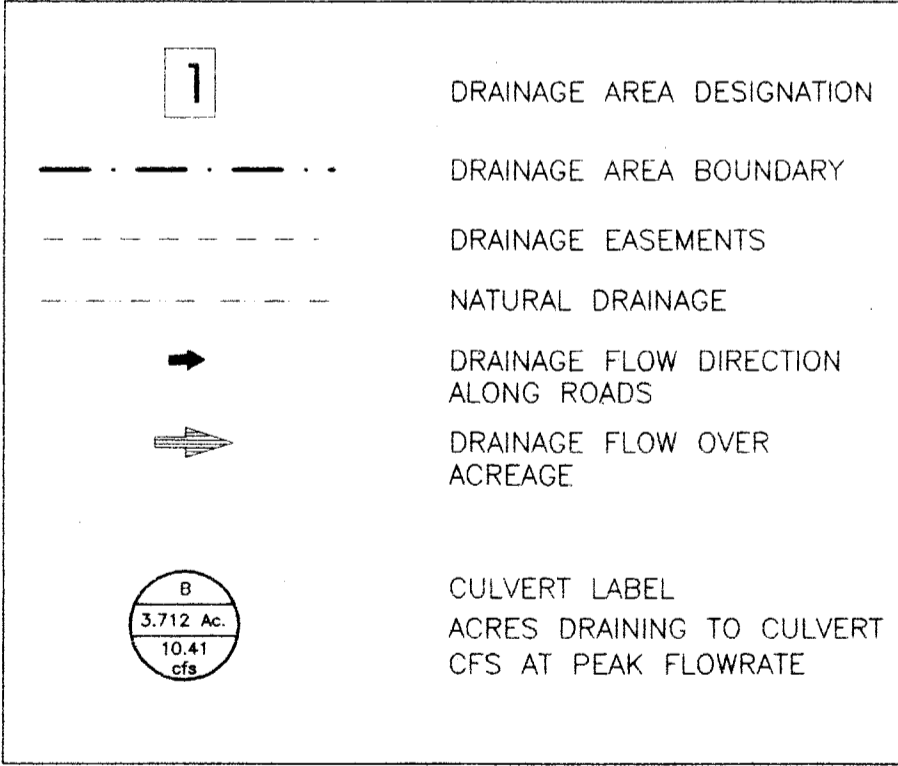 1
DRAINAGE AREA DESIGNATION
DRAINAGE AREA BOUNDARY
DRAINAGE EASEMENTS
NATURAL DRAINAGE
DRAINAGE FLOW DIRECTION
ALONG ROADS
DRAINAGE FLOW OVER
ACREAGE
B
3.712 Ac.
10.41
cfs
CULVERT LABEL
ACRES DRAINING TO CULVERT
CFS AT PEAK FLOWRATE